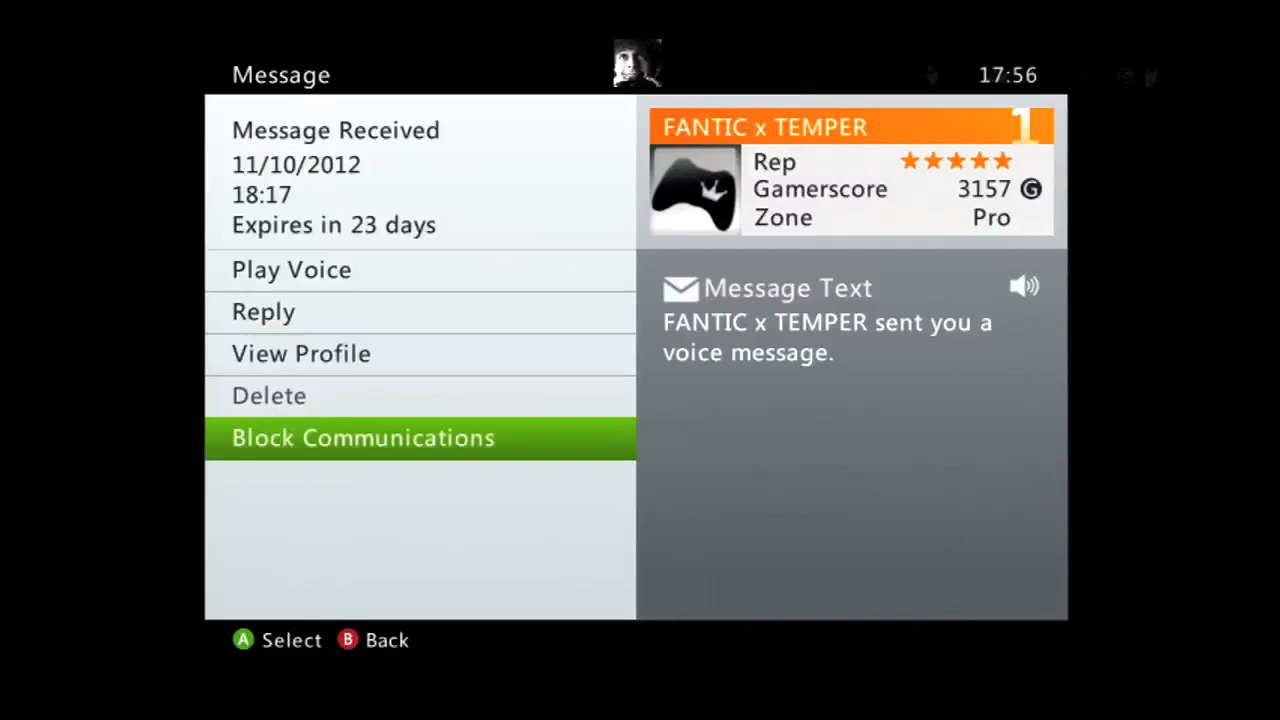 Message
17:56
Message Received
11/10/2012
18:17
Expires in 23 days
Play Voice
Reply
View Profile
Delete
Block Communications
FANTIC x TEMPER
1
Rep
Gamerscore 3157 G
Zone Pro
Message Text
FANTIC x TEMPER sent you a
voice message.
A Select B Back